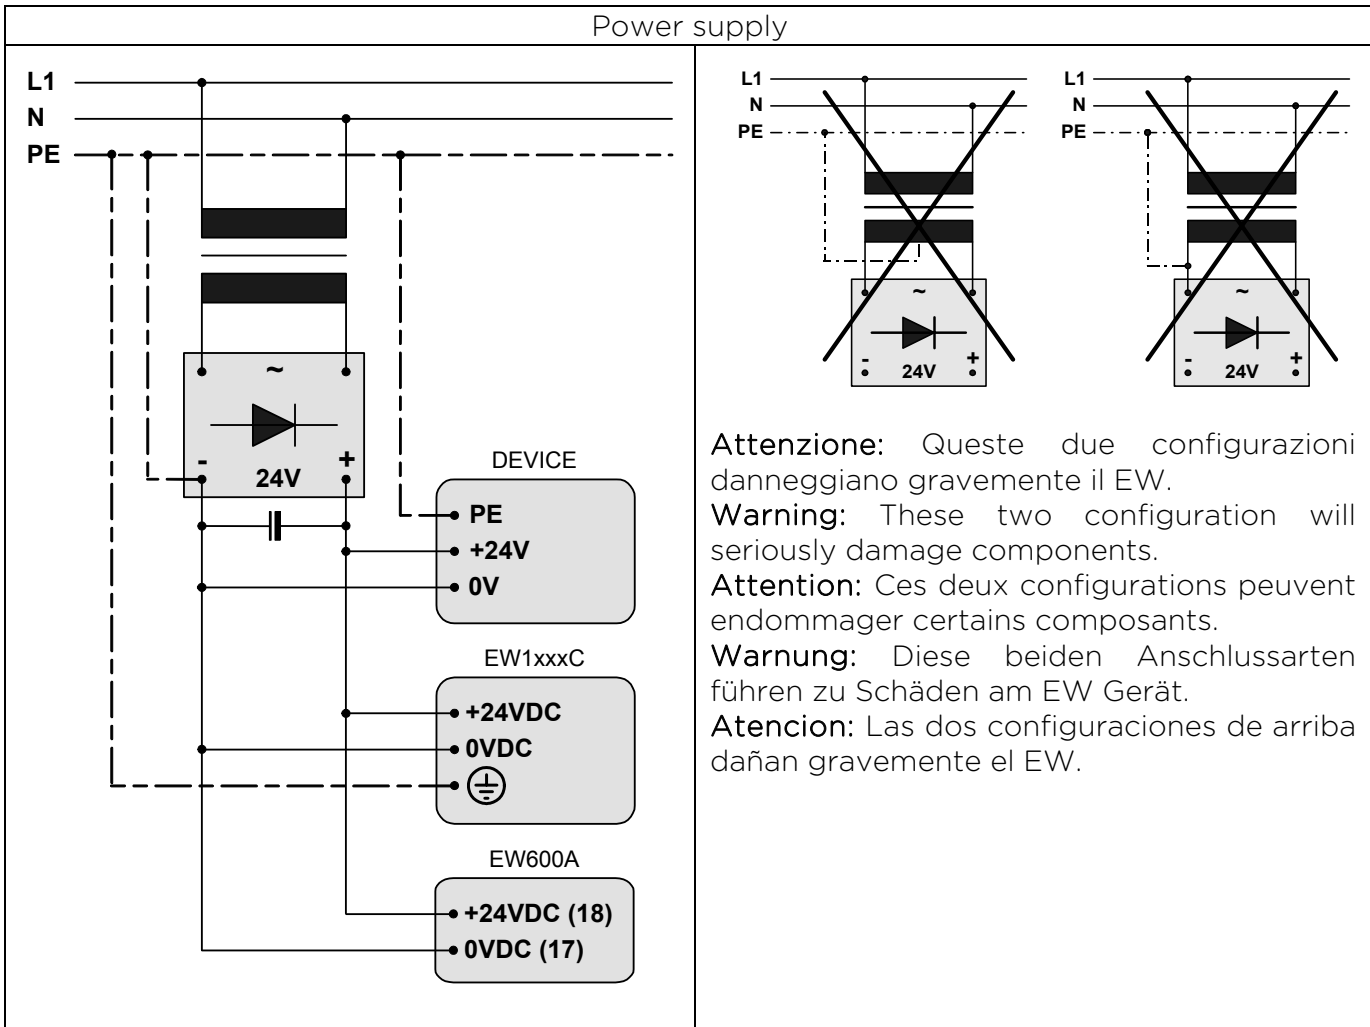 Power supply
L1
N
PE
~
- +
24V
DEVICE
PE
+24V
0V
EW1xxxC
+24VDC
0VDC
EW600A
+24VDC (18)
0VDC (17)
L1
N
PE
~
- +
24V
L1
N
PE
~
- +
24V
Attenzione: Queste due configurazioni
danneggiano gravemente il EW.
Warning: These two configuration will
seriously damage components.
Attention: Ces deux configurations peuvent
endommager certains composants.
Warnung: Diese beiden Anschlussarten
führen zu Schäden am EW Gerät.
Atencion: Las dos configuraciones de arriba
dañan gravemente el EW.